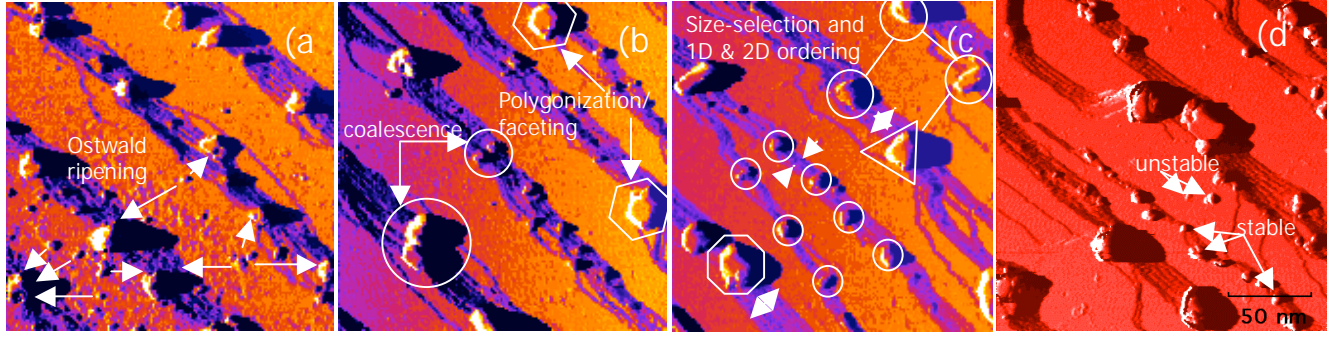 (a
Ostwald
ripening
(b
coalescence
Polygonization/
faceting
Size-selection and
1D & 2D ordering
(c
(d
unstable
stable
50 nm